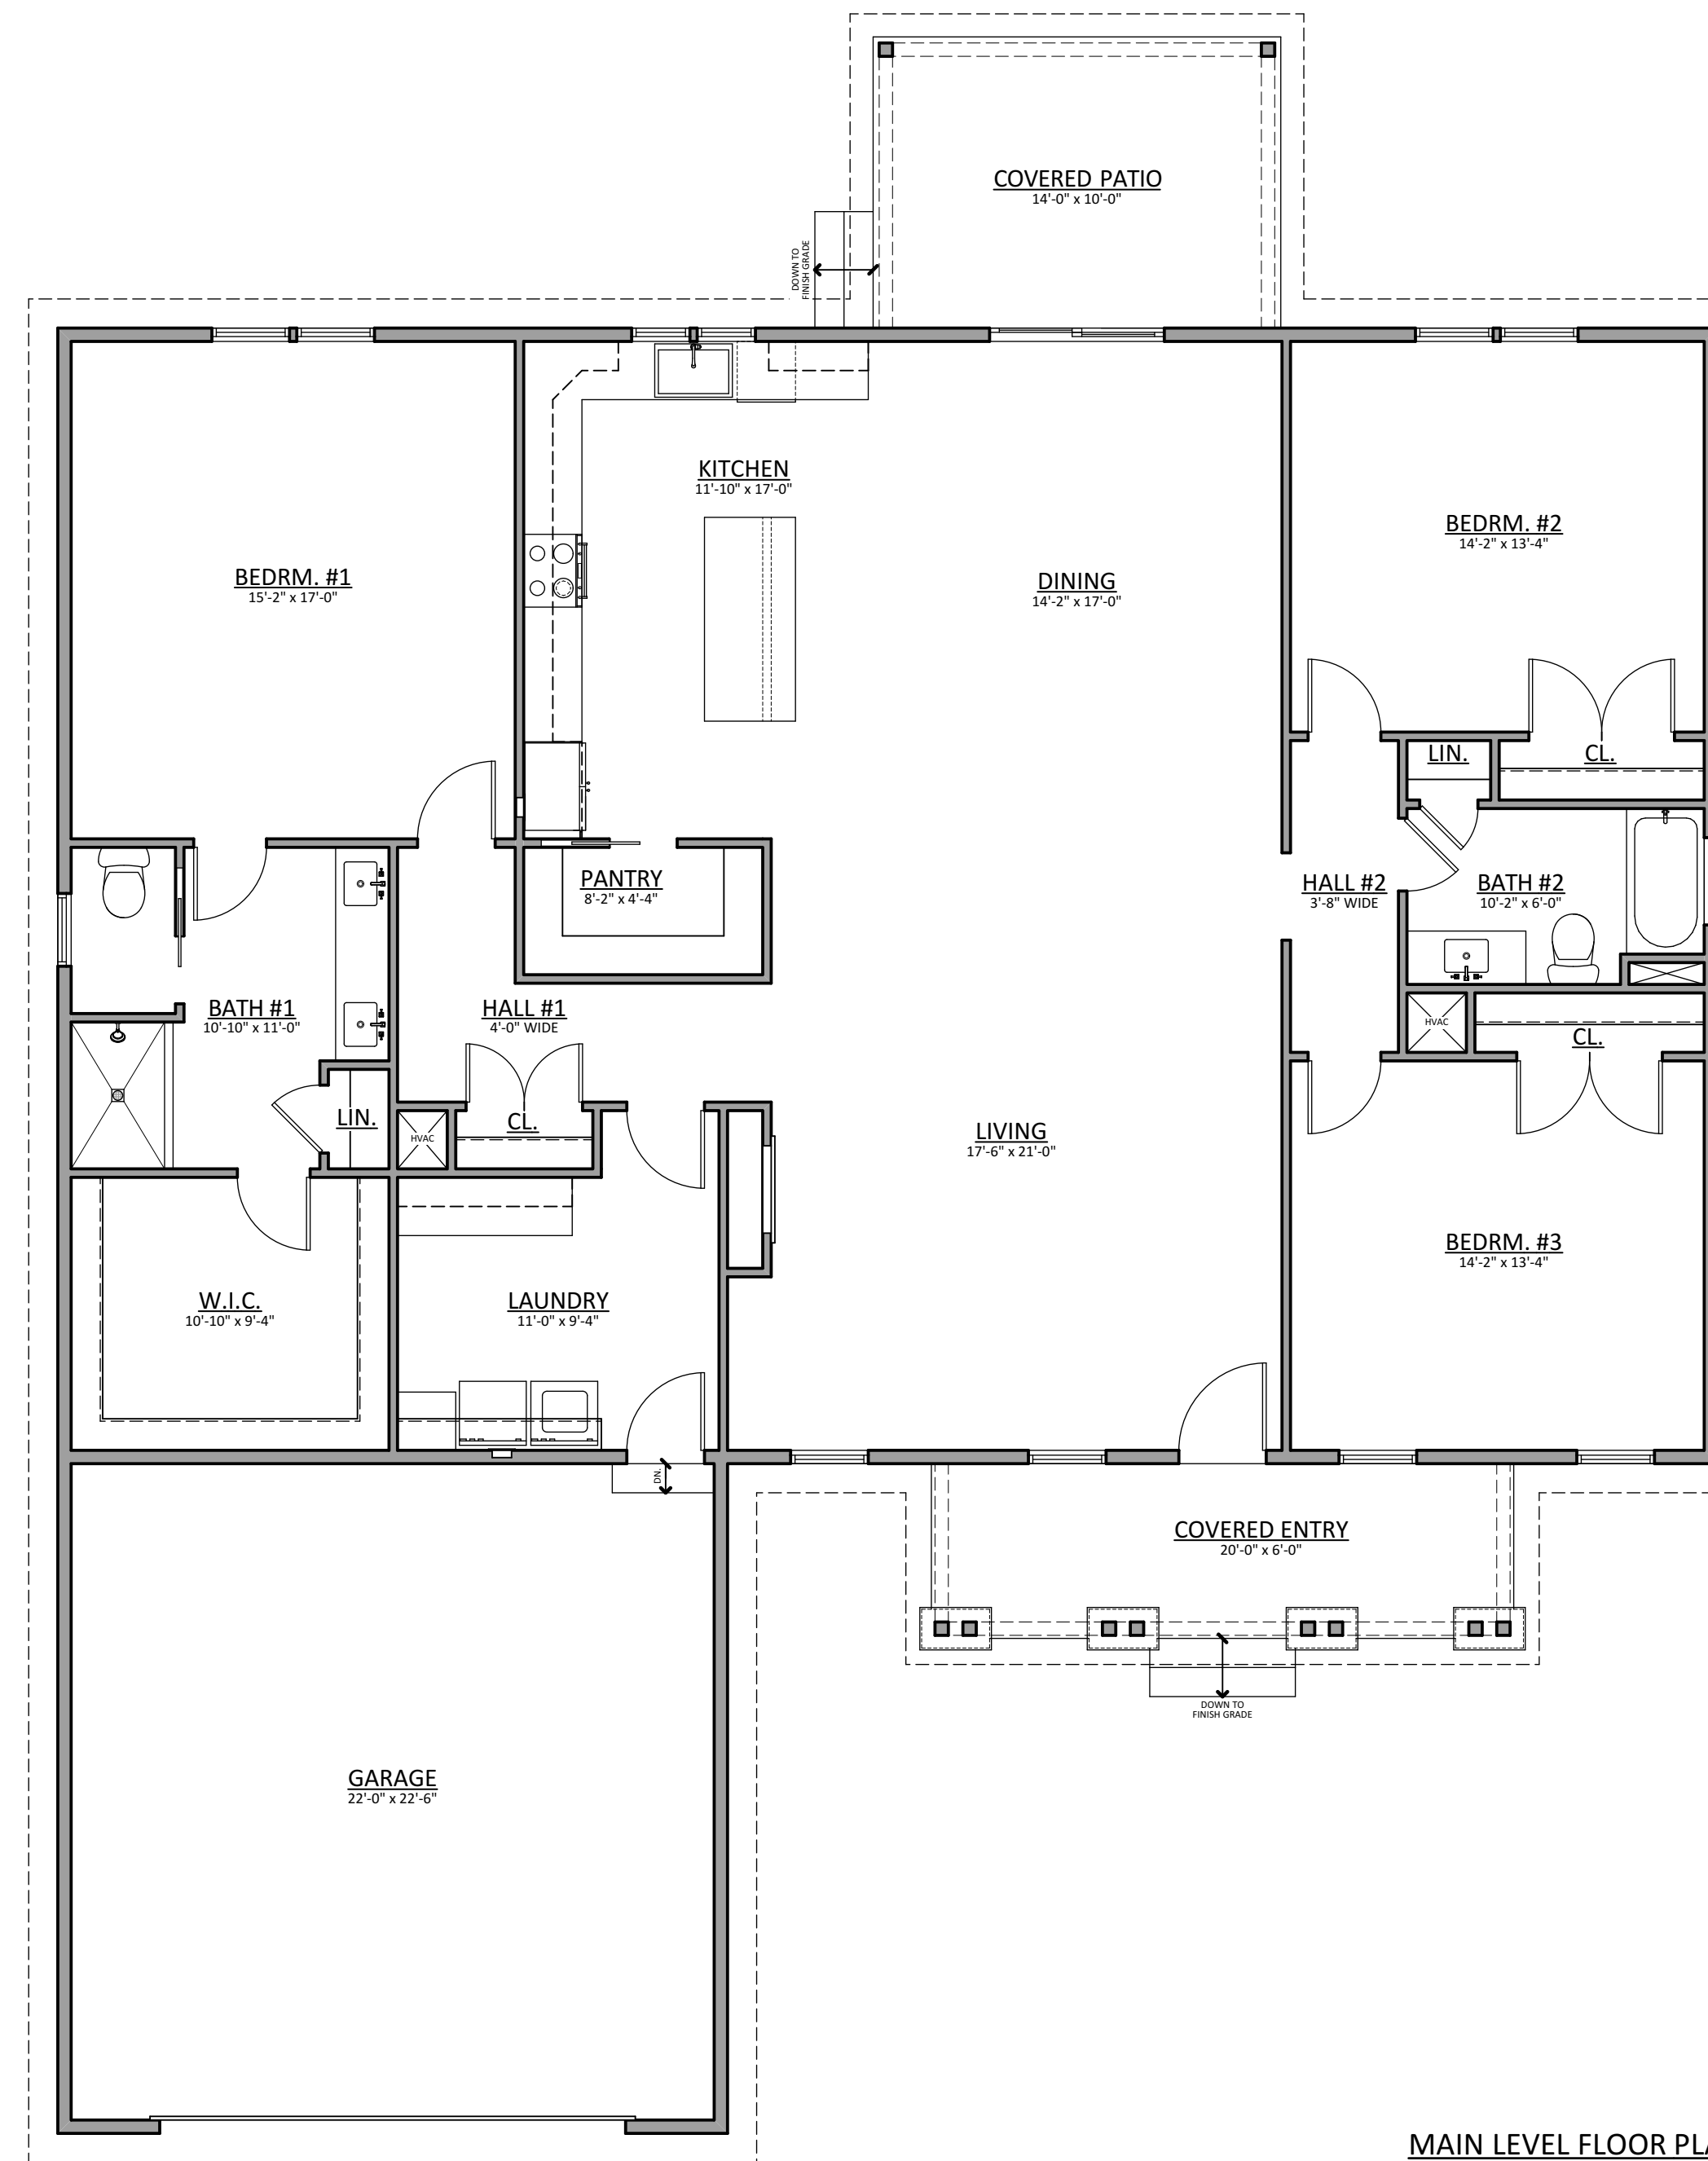 COVERED PATIO
14'-0" x 10'-0"
DOWN TO
FINISH GRADE
KITCHEN
11'-10" x 17'-0"
BEDRM. #2
14'-2" x 13'-4"
BEDRM. #1
15'-2" x 17'-0"
DINING
14'-2" x 17'-0"
LIN.
CL.
PANTRY
8'-2" x 4'-4"
HALL #2
3'-8" WIDE
BATH #2
10'-2" x 6'-0"
BATH #1
10'-10" x 11'-0"
HALL #1
4'-0" WIDE
HVAC
CL.
LIN.
HVAC
CL.
LIVING
17'-6" x 21'-0"
BEDRM. #3
14'-2" x 13'-4"
W.I.C.
10'-10" x 9'-4"
LAUNDRY
11'-0" x 9'-4"
DN.
COVERED ENTRY
20'-0" x 6'-0"
DOWN TO
FINISH GRADE
GARAGE
22'-0" x 22'-6"
MAIN LEVEL FLOOR